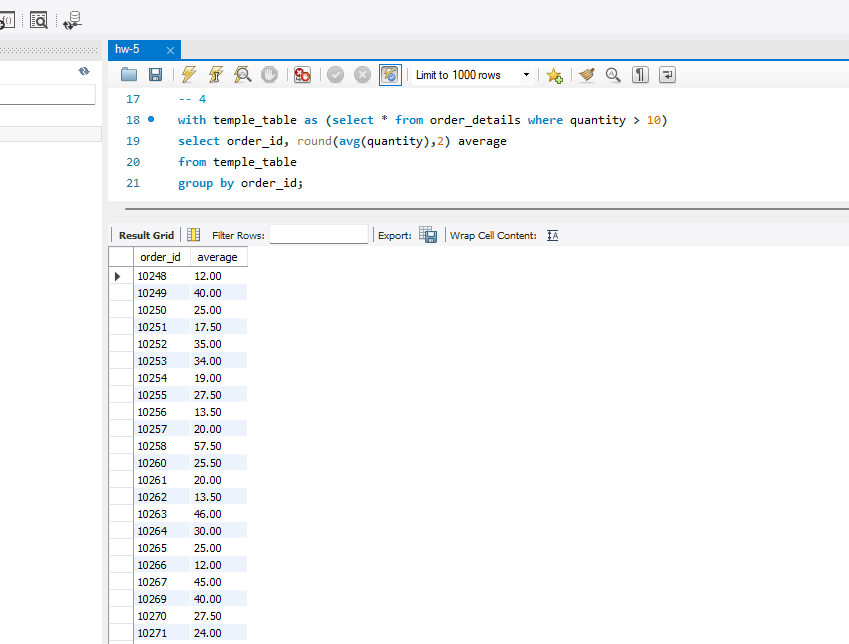 hw-5
Limit to 1000 rows
17 -- 4
18 with temple_table as (select * from order_details where quantity > 10)
19 select order_id, round(avg(quantity),2) average
20 from temple_table
21 group by order_id;
Result Grid Filter Rows: Export: Wrap Cell Content:
order_id average
10248 12.00
10249 40.00
10250 25.00
10251 17.50
10252 35.00
10253 34.00
10254 19.00
10255 27.50
10256 13.50
10257 20.00
10258 57.50
10260 25.50
10261 20.00
10262 13.50
10263 46.00
10264 30.00
10265 25.00
10266 12.00
10267 45.00
10269 40.00
10270 27.50
10271 24.00